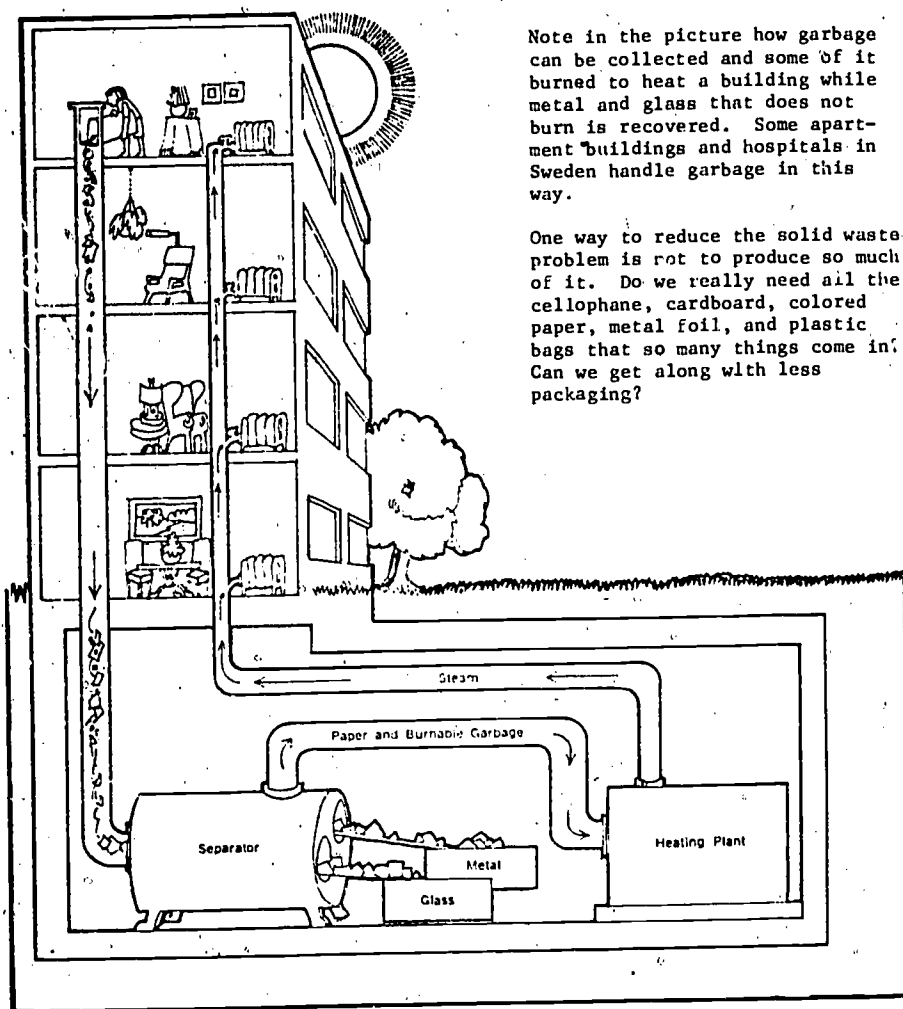 Note in the picture how garbage
can be collected and some of it
burned to heat a building while
metal and glass that does not
burn is recovered. Some apart-
ment buildings and hospitals in
Sweden handle garbage in this
way.
One way to reduce the solid waste
problem is not to produce so much
of it. Do we really need all the
cellophane, cardboard, colored
paper, metal foil, and plastic
bags that so many things come in?
Can we get along with less
packaging?
Steam
Paper and Burnable Garbage
Separator
Metal
Glass
Heating Plant